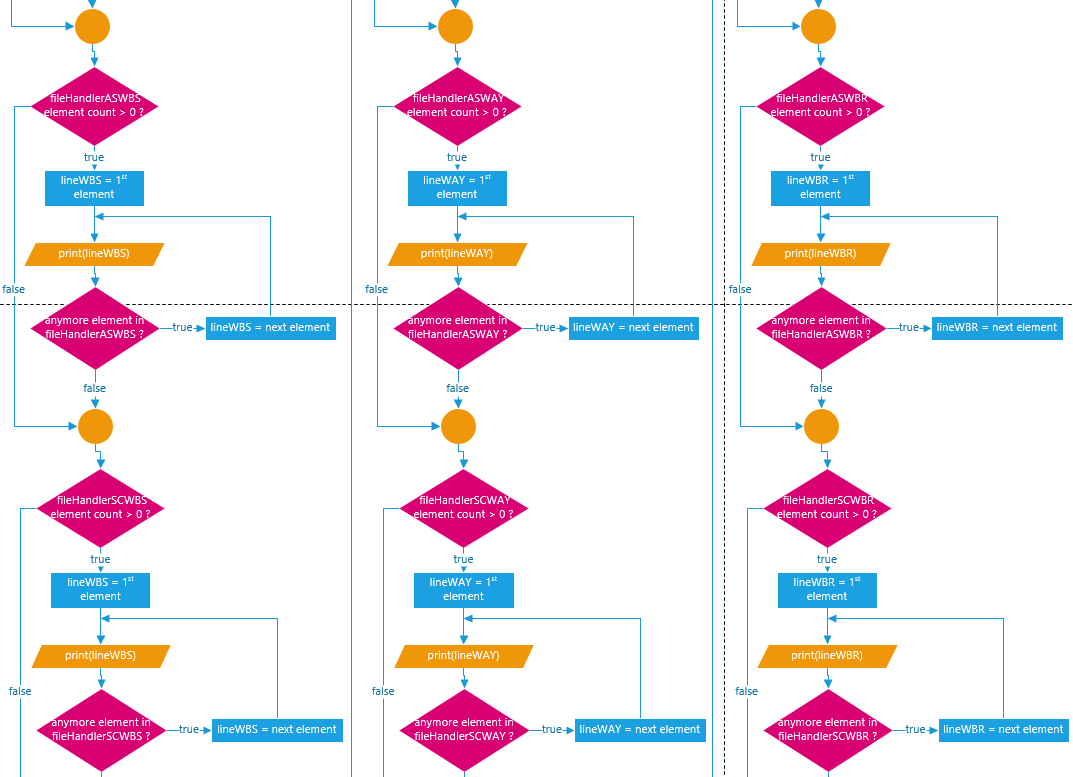 fileHandlerASWBS
element count > 0 ?
true
lineWBS = 1st
element
print(lineWBS)
false
anymore element in
fileHandlerASWBS ?
true
lineWBS = next element
false
fileHandlerSCWBS
element count > 0 ?
true
lineWBS = 1st
element
print(lineWBS)
false
anymore element in
fileHandlerSCWBS ?
true
lineWBS = next element
fileHandlerASWAY
element count > 0 ?
true
lineWAY = 1st
element
print(lineWAY)
false
anymore element in
fileHandlerASWAY ?
true
lineWAY = next element
false
fileHandlerSCWAY
element count > 0 ?
true
lineWAY = 1st
element
print(lineWAY)
false
anymore element in
fileHandlerSCWAY ?
true
lineWAY = next element
fileHandlerASWBR
element count > 0 ?
true
lineWBR = 1st
element
print(lineWBR)
false
anymore element in
fileHandlerASWBR ?
true
lineWBR = next element
false
fileHandlerSCWBR
element count > 0 ?
true
lineWBR = 1st
element
print(lineWBR)
false
anymore element in
fileHandlerSCWBR ?
true
lineWBR = next element